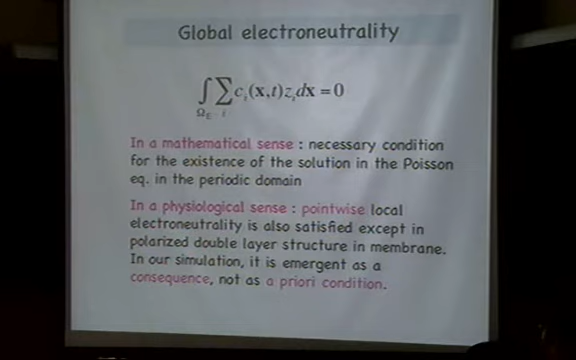 Global electroneutrality
∫_{Ω_E} ∑_i c_i(x,t)z_i dx = 0
In a mathematical sense : necessary condition
for the existence of the solution in the Poisson
eq. in the periodic domain
In a physiological sense : pointwise local
electroneutrality is also satisfied except in
polarized double layer structure in membrane.
In our simulation, it is emergent as a
consequence, not as a priori condition.